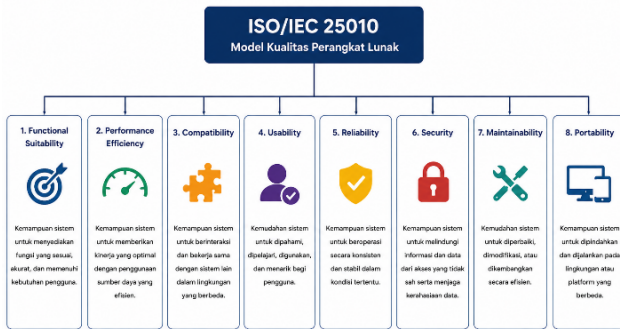 ISO/IEC 25010
Model Kualitas Perangkat Lunak
1. Functional
Suitability
Kemampuan sistem
untuk menyediakan
fungsi yang sesuai,
akurat, dan memenuhi
kebutuhan pengguna.
2. Performance
Efficiency
Kemampuan sistem
untuk memberikan
kinerja yang optimal
dengan penggunaan
sumber daya yang
efisien.
3. Compatibility
Kemampuan sistem
untuk berinteraksi
dan bekerja sama
dengan sistem lain
dalam lingkungan
yang berbeda.
4. Usability
Kemudahan sistem
untuk dipahami,
dipelajari, digunakan,
dan menarik bagi
pengguna.
5. Reliability
Kemampuan sistem
untuk beroperasi
secara konsisten
dan stabil dalam
kondisi tertentu.
6. Security
Kemampuan sistem
untuk melindungi
informasi dan data
dari akses yang tidak
sah serta menjaga
kerahasiaan data.
7. Maintainability
Kemudahan sistem
untuk diperbaiki,
dimodifikasi, atau
dikembangkan
secara efisien.
8. Portability
Kemampuan sistem
untuk dipindahkan
dan dijalankan pada
lingkungan atau
platform yang
berbeda.